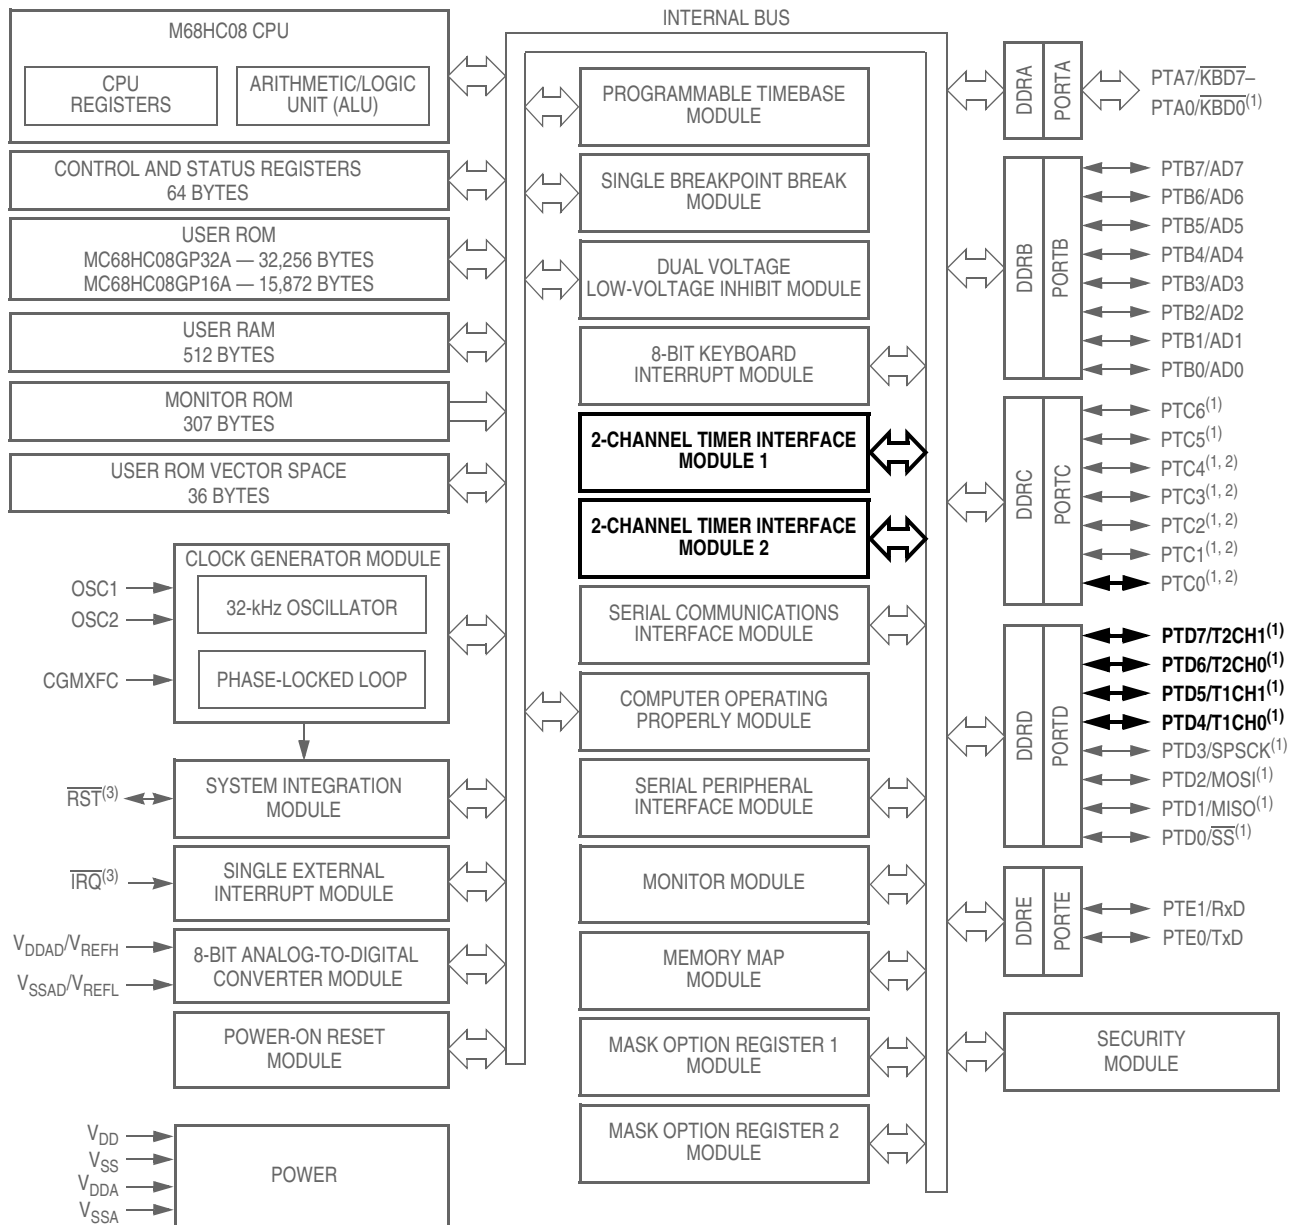 INTERNAL BUS
M68HC08 CPU
CPU
REGISTERS
ARITHMETIC/LOGIC
UNIT (ALU)
CONTROL AND STATUS REGISTERS
64 BYTES
USER ROM
MC68HC08GP32A — 32,256 BYTES
MC68HC08GP16A — 15,872 BYTES
USER RAM
512 BYTES
MONITOR ROM
307 BYTES
USER ROM VECTOR SPACE
36 BYTES
CLOCK GENERATOR MODULE
32-kHz OSCILLATOR
PHASE-LOCKED LOOP
OSC1
OSC2
CGMXFC
SYSTEM INTEGRATION
MODULE
RST(3)
SINGLE EXTERNAL
INTERRUPT MODULE
IRQ(3)
8-BIT ANALOG-TO-DIGITAL
CONVERTER MODULE
VDDAD/VREFH
VSSAD/VREFL
POWER-ON RESET
MODULE
POWER
VDD
VSS
VDDA
VSSA
PROGRAMMABLE TIMEBASE
MODULE
SINGLE BREAKPOINT BREAK
MODULE
DUAL VOLTAGE
LOW-VOLTAGE INHIBIT MODULE
8-BIT KEYBOARD
INTERRUPT MODULE
2-CHANNEL TIMER INTERFACE
MODULE 1
2-CHANNEL TIMER INTERFACE
MODULE 2
SERIAL COMMUNICATIONS
INTERFACE MODULE
COMPUTER OPERATING
PROPERLY MODULE
SERIAL PERIPHERAL
INTERFACE MODULE
MONITOR MODULE
MEMORY MAP
MODULE
MASK OPTION REGISTER 1
MODULE
MASK OPTION REGISTER 2
MODULE
DDRA
PORTA
PTA7/KBD7–
PTA0/KBD0(1)
DDRB
PORTB
PTB7/AD7
PTB6/AD6
PTB5/AD5
PTB4/AD4
PTB3/AD3
PTB2/AD2
PTB1/AD1
PTB0/AD0
DDRC
PORTC
PTC6(1)
PTC5(1)
PTC4(1, 2)
PTC3(1, 2)
PTC2(1, 2)
PTC1(1, 2)
PTC0(1, 2)
DDRD
PORTD
PTD7/T2CH1(1)
PTD6/T2CH0(1)
PTD5/T1CH1(1)
PTD4/T1CH0(1)
PTD3/SPSCK(1)
PTD2/MOSI(1)
PTD1/MISO(1)
PTD0/SS(1)
DDRE
PORTE
PTE1/RxD
PTE0/TxD
SECURITY
MODULE